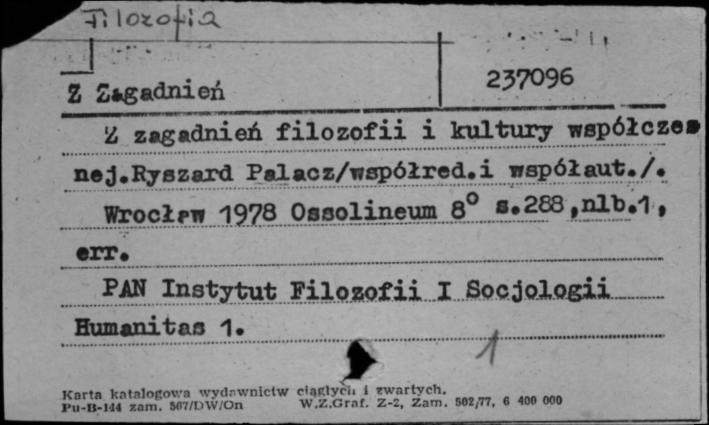 Filozofia
237096
Z Zagadnień
Z zagadnień filozofii i kultury współczes
nej.Ryszard Palacz/współred.i współaut./.
Wrocław 1978 Ossolineum 8° s.288,nlb.1,
err.
PAN Instytut Filozofii I Socjologii
Humanitas 1.
1
Karta katalogowa wydawnictw ciągłych i zwartych.
Pu-B-144 zam. 567/DW/On W.Z.Graf. Z-2, Zam. 502/77, 6 400 000